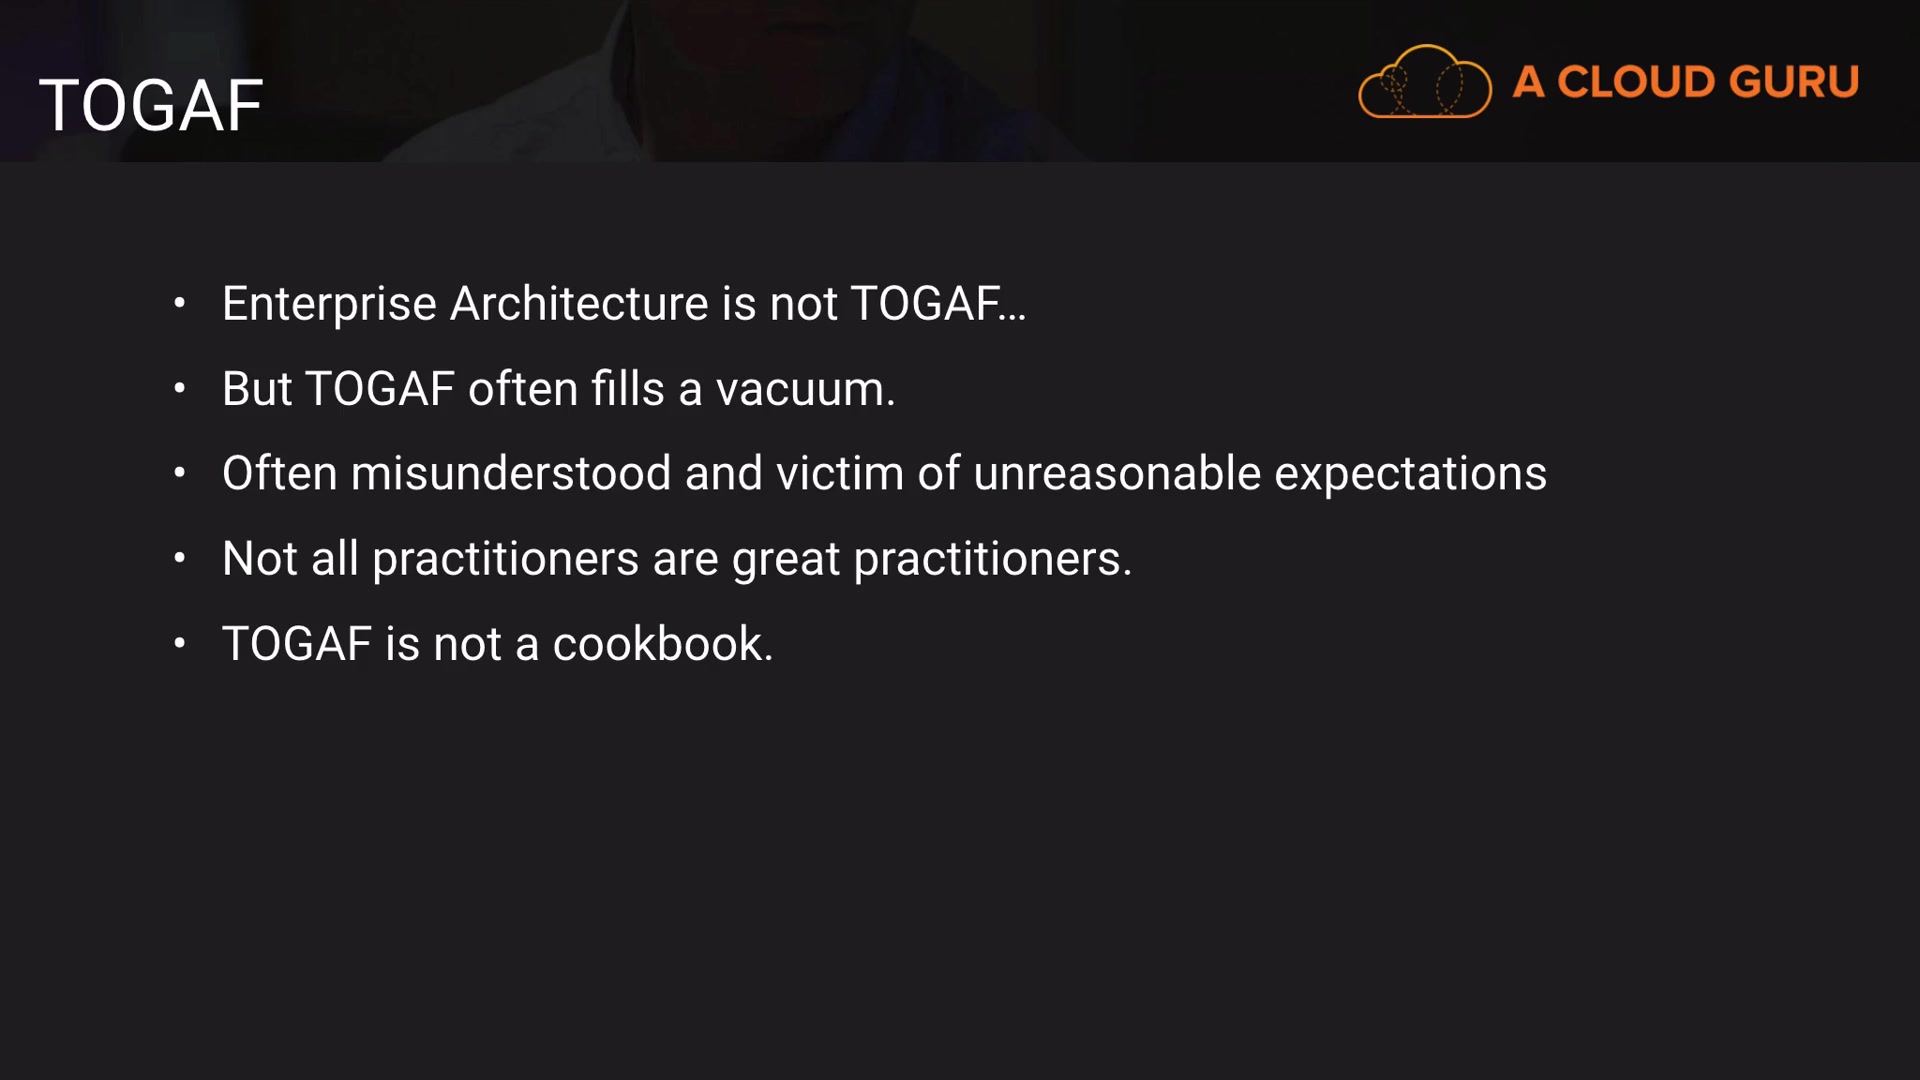 TOGAF
A CLOUD GURU
• Enterprise Architecture is not TOGAF...
• But TOGAF often fills a vacuum.
• Often misunderstood and victim of unreasonable expectations
• Not all practitioners are great practitioners.
• TOGAF is not a cookbook.